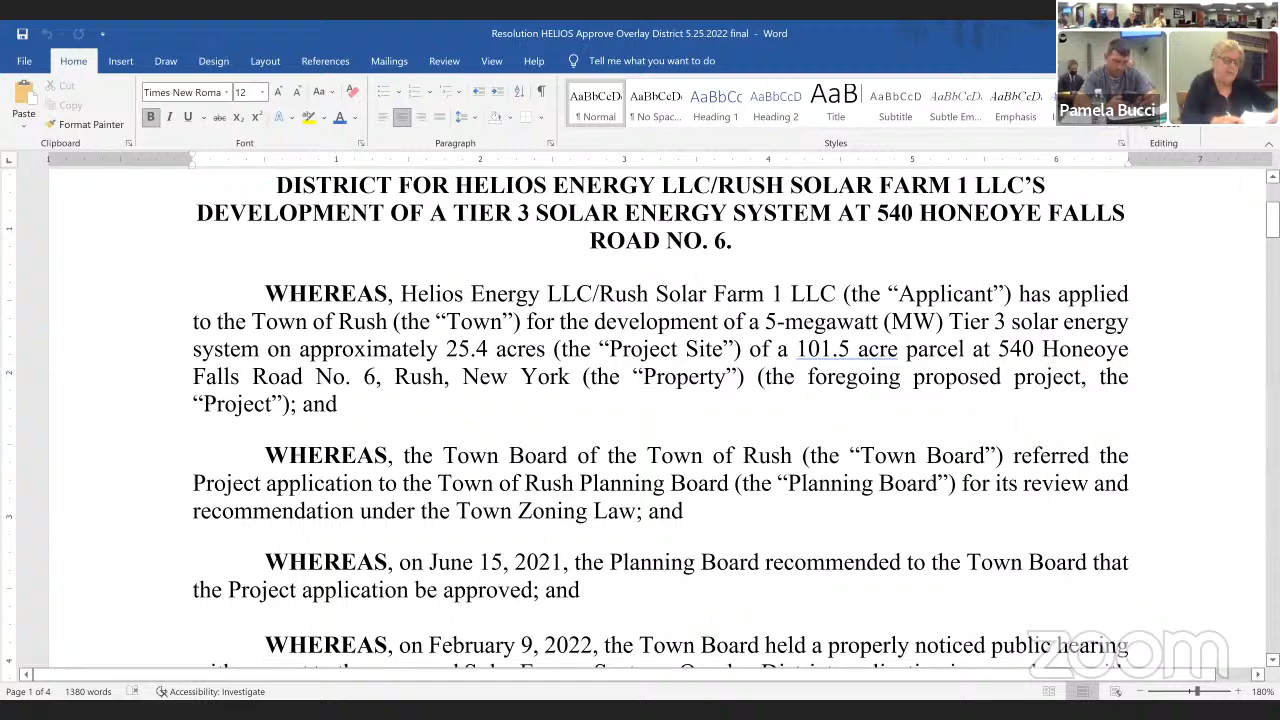 Resolution HELIOS Approve Overlay District 5.25.2022 final - Word
File Home Insert Draw Design Layout References Mailings Review View Help Tell me what you want to do
Pamela Bucci
Paste
Cut
Copy
Format Painter
Clipboard
Times New Roma 12
Font
Paragraph
AaBbCcDc AaBbCcDc AaBbCc AaBbCcD AaB AaBbCcD AaBbCcD AaBbCcD
¶ Normal ¶ No Spac... Heading 1 Heading 2 Title Subtitle Subtle Em... Emphasis
Styles
Editing
1 1 2 3 4 5 6 7
DISTRICT FOR HELIOS ENERGY LLC/RUSH SOLAR FARM 1 LLC’S
DEVELOPMENT OF A TIER 3 SOLAR ENERGY SYSTEM AT 540 HONEOYE FALLS
ROAD NO. 6.
WHEREAS, Helios Energy LLC/Rush Solar Farm 1 LLC (the “Applicant”) has applied
to the Town of Rush (the “Town”) for the development of a 5-megawatt (MW) Tier 3 solar energy
system on approximately 25.4 acres (the “Project Site”) of a 101.5 acre parcel at 540 Honeoye
Falls Road No. 6, Rush, New York (the “Property”) (the foregoing proposed project, the
“Project”); and
WHEREAS, the Town Board of the Town of Rush (the “Town Board”) referred the
Project application to the Town of Rush Planning Board (the “Planning Board”) for its review and
recommendation under the Town Zoning Law; and
WHEREAS, on June 15, 2021, the Planning Board recommended to the Town Board that
the Project application be approved; and
WHEREAS, on February 9, 2022, the Town Board held a properly noticed public hearing
zoom
Page 1 of 4 1380 words Accessibility: Investigate 180%